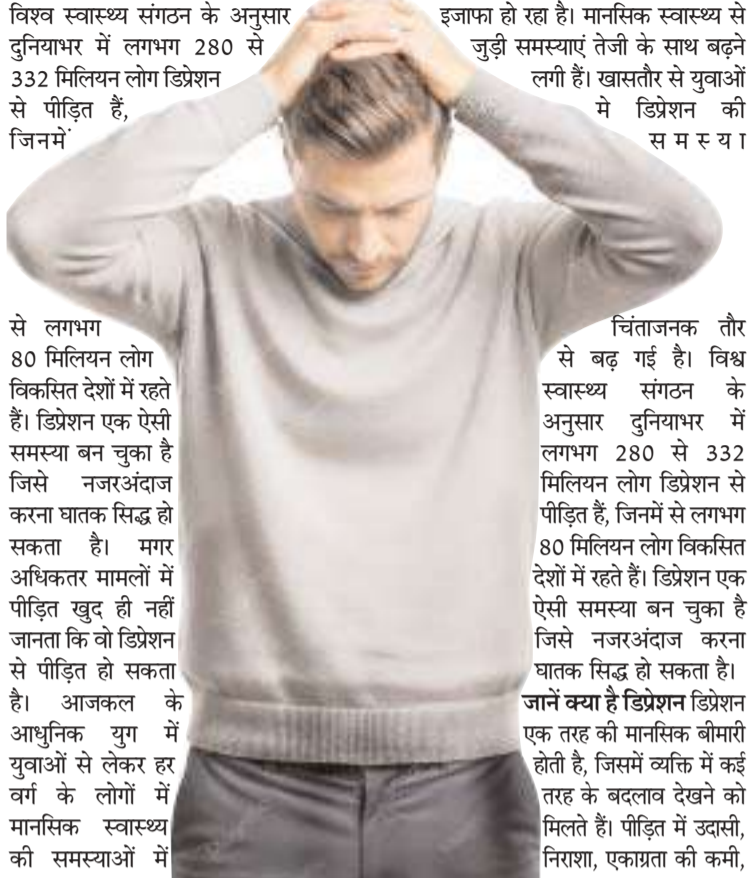 विश्व स्वास्थ्य संगठन के अनुसार
दुनियाभर में लगभग 280 से
332 मिलियन लोग डिप्रेशन
से पीड़ित हैं,
जिनमें
से लगभग
80 मिलियन लोग
विकसित देशों में रहते
हैं। डिप्रेशन एक ऐसी
समस्या बन चुका है
जिसे नजरअंदाज
करना घातक सिद्ध हो
सकता है। मगर
अधिकतर मामलों में
पीड़ित खुद ही नहीं
जानता कि वो डिप्रेशन
से पीड़ित हो सकता
है। आजकल के
आधुनिक युग में
युवाओं से लेकर हर
वर्ग के लोगों में
मानसिक स्वास्थ्य
की समस्याओं में
इजाफा हो रहा है। मानसिक स्वास्थ्य से
जुड़ी समस्याएं तेजी के साथ बढ़ने
लगी हैं। खासतौर से युवाओं
मे डिप्रेशन की
समस्या
चिंताजनक तौर
से बढ़ गई है। विश्व
स्वास्थ्य संगठन के
अनुसार दुनियाभर में
लगभग 280 से 332
मिलियन लोग डिप्रेशन से
पीड़ित हैं, जिनमें से लगभग
80 मिलियन लोग विकसित
देशों में रहते हैं। डिप्रेशन एक
ऐसी समस्या बन चुका है
जिसे नजरअंदाज करना
घातक सिद्ध हो सकता है।
जानें क्या है डिप्रेशन डिप्रेशन
एक तरह की मानसिक बीमारी
होती है, जिसमें व्यक्ति में कई
तरह के बदलाव देखने को
मिलते हैं। पीड़ित में उदासी,
निराशा, एकाग्रता की कमी,